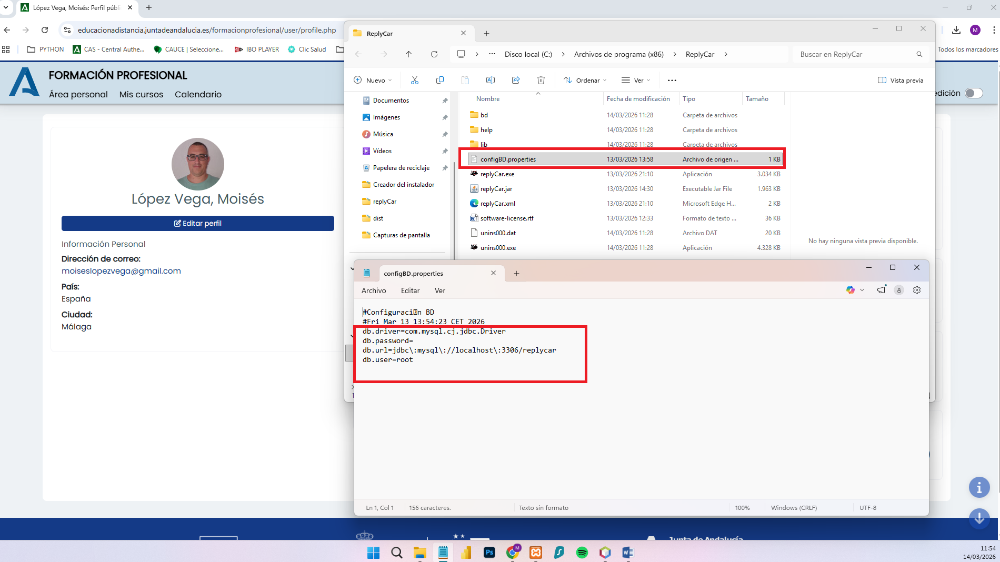 López Vega, Moisés: Perfil públi
educacionadistancia.juntadeandalucia.es/formacionprofesional/user/profile.php
M
PYTHON
CAS - Central Authe...
CAUCE | Seleccione...
IBO PLAYER
Clic Salud
Todos los marcadores
FORMACIÓN PROFESIONAL
Área personal
Mis cursos
Calendario
edición
López Vega, Moisés
Editar perfil
Información Personal
Dirección de correo:
moiseslopezvega@gmail.com
País:
España
Ciudad:
Málaga
ReplyCar
Disco local (C:)
Archivos de programa (x86)
ReplyCar
Buscar en ReplyCar
Nuevo
Ordenar
Ver
Vista previa
Documentos
Imágenes
Música
Vídeos
Papelera de reciclaje
Creador del instalador
replyCar
dist
Capturas de pantalla
Nombre Fecha de modificación Tipo Tamaño
bd 14/03/2026 11:28 Carpeta de archivos
help 14/03/2026 11:28 Carpeta de archivos
lib 14/03/2026 11:28 Carpeta de archivos
configBD.properties 13/03/2026 13:58 Archivo de origen ... 1 KB
replyCar.exe 13/03/2026 21:10 Aplicación 3.034 KB
replyCar.jar 13/03/2026 14:30 Executable Jar File 1.963 KB
replyCar.xml 13/03/2026 21:10 Microsoft Edge H... 2 KB
software-license.rtf 13/03/2026 12:33 Formato de texto ... 36 KB
unins000.dat 14/03/2026 11:28 Archivo DAT 20 KB
unins000.exe 14/03/2026 11:28 Aplicación 4.328 KB
No hay ninguna vista previa disponible.
configBD.properties
Archivo
Editar
Ver
#Configuraci�n BD
#Fri Mar 13 13:54:23 CET 2026
db.driver=com.mysql.cj.jdbc.Driver
db.password=
db.url=jdbc\:mysql\://localhost\:3306/replycar
db.user=root
Ln 1, Col 1
156 caracteres.
Texto sin formato
100%
Windows (CRLF)
UTF-8
Junta de Andalucía
Ps
M
11:54
14/03/2026